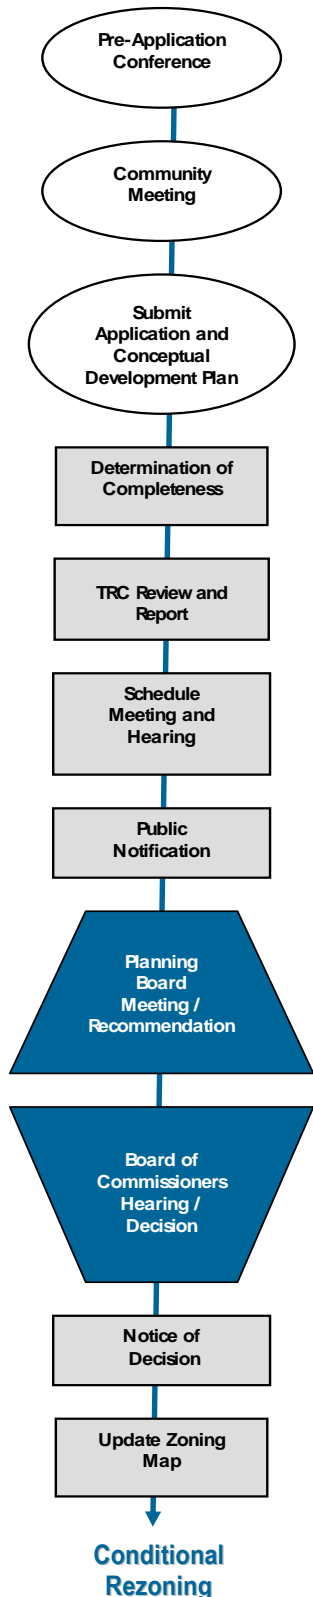 Pre-Application
Conference
Community
Meeting
Submit
Application and
Conceptual
Development Plan
Determination of
Completeness
TRC Review and
Report
Schedule
Meeting and
Hearing
Public
Notification
Planning
Board
Meeting /
Recommendation
Board of
Commissioners
Hearing /
Decision
Notice of
Decision
Update Zoning
Map
Conditional
Rezoning